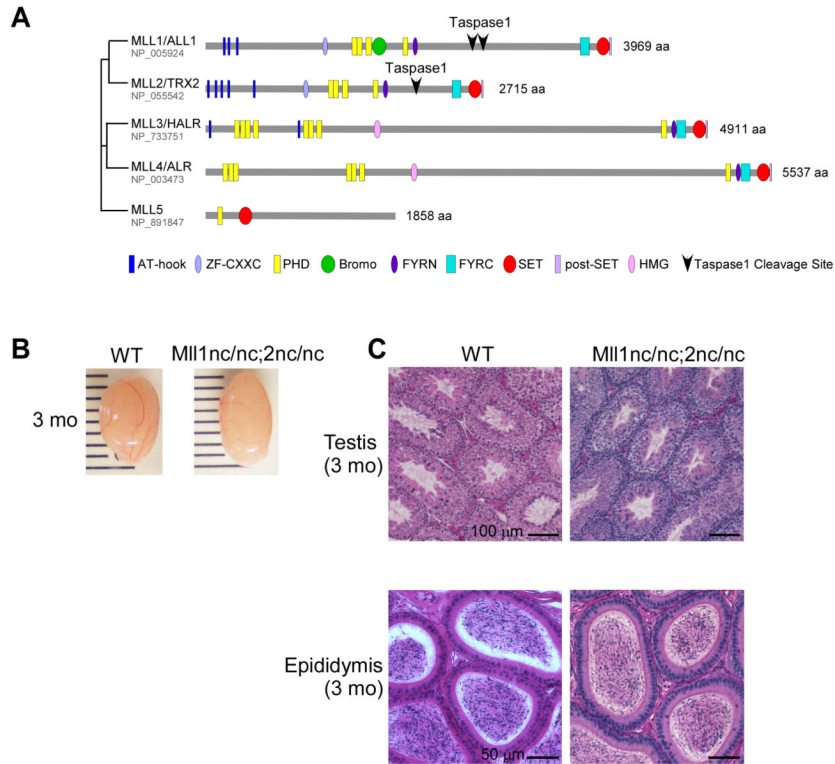 A
Taspase1
MLL1/ALL1
NP_005924
3969 aa
Taspase1
MLL2/TRX2
NP_055542
2715 aa
MLL3/HALR
NP_733751
4911 aa
MLL4/ALR
NP_003473
5537 aa
MLL5
NP_891847
1858 aa
AT-hook ZF-CXXC PHD Bromo FYRN FYRC SET post-SET HMG Taspase1 Cleavage Site
B
WT Mll1nc/nc;2nc/nc
3 mo
C
WT Mll1nc/nc;2nc/nc
Testis
(3 mo)
100 µm
Epididymis
(3 mo)
50 µm